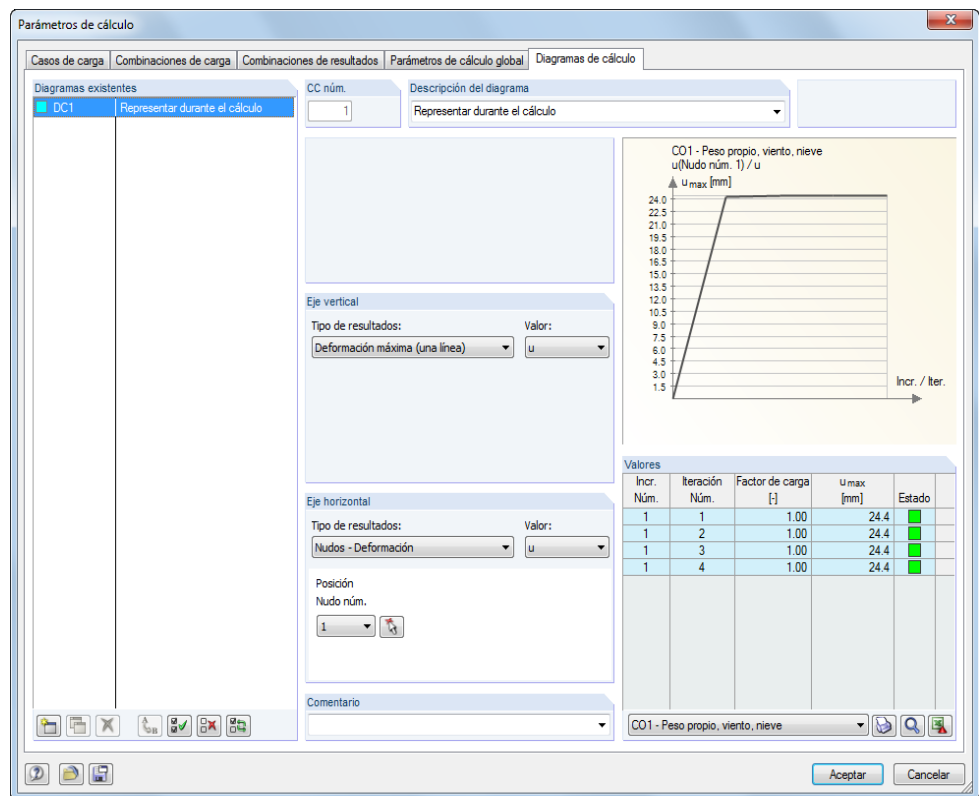 Parámetros de cálculo
Casos de carga
Combinaciones de carga
Combinaciones de resultados
Parámetros de cálculo global
Diagramas de cálculo
Diagramas existentes
DC1 Representar durante el cálculo
CC núm.
1
Descripción del diagrama
Representar durante el cálculo
CO1 - Peso propio, viento, nieve
u(Nudo núm. 1) / u
u max [mm]
24.0
22.5
21.0
19.5
18.0
16.5
15.0
13.5
12.0
10.5
9.0
7.5
6.0
4.5
3.0
1.5
Incr. / Iter.
Eje vertical
Tipo de resultados: Valor:
Deformación máxima (una línea) u
Eje horizontal
Tipo de resultados: Valor:
Nudos - Deformación u
Posición
Nudo núm.
1
Comentario
Valores
Incr. Iteración Factor de carga u max
Núm. Núm. [-] [mm] Estado
1 1 1.00 24.4
1 2 1.00 24.4
1 3 1.00 24.4
1 4 1.00 24.4
CO1 - Peso propio, viento, nieve
Aceptar
Cancelar